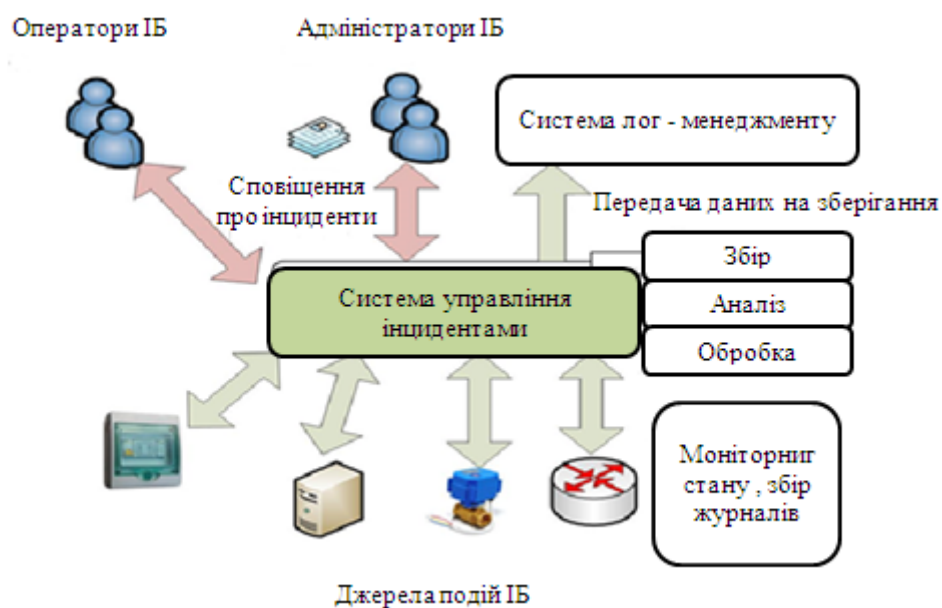 Оператори ІБ
Адміністратори ІБ
Система лог - менеджменту
Сповіщення
про інциденти
Передача даних на зберігання
Збір
Система управління
інцидентами
Аналіз
Обробка
Моніторниг
стану , збір
журналів
Джерела подій ІБ